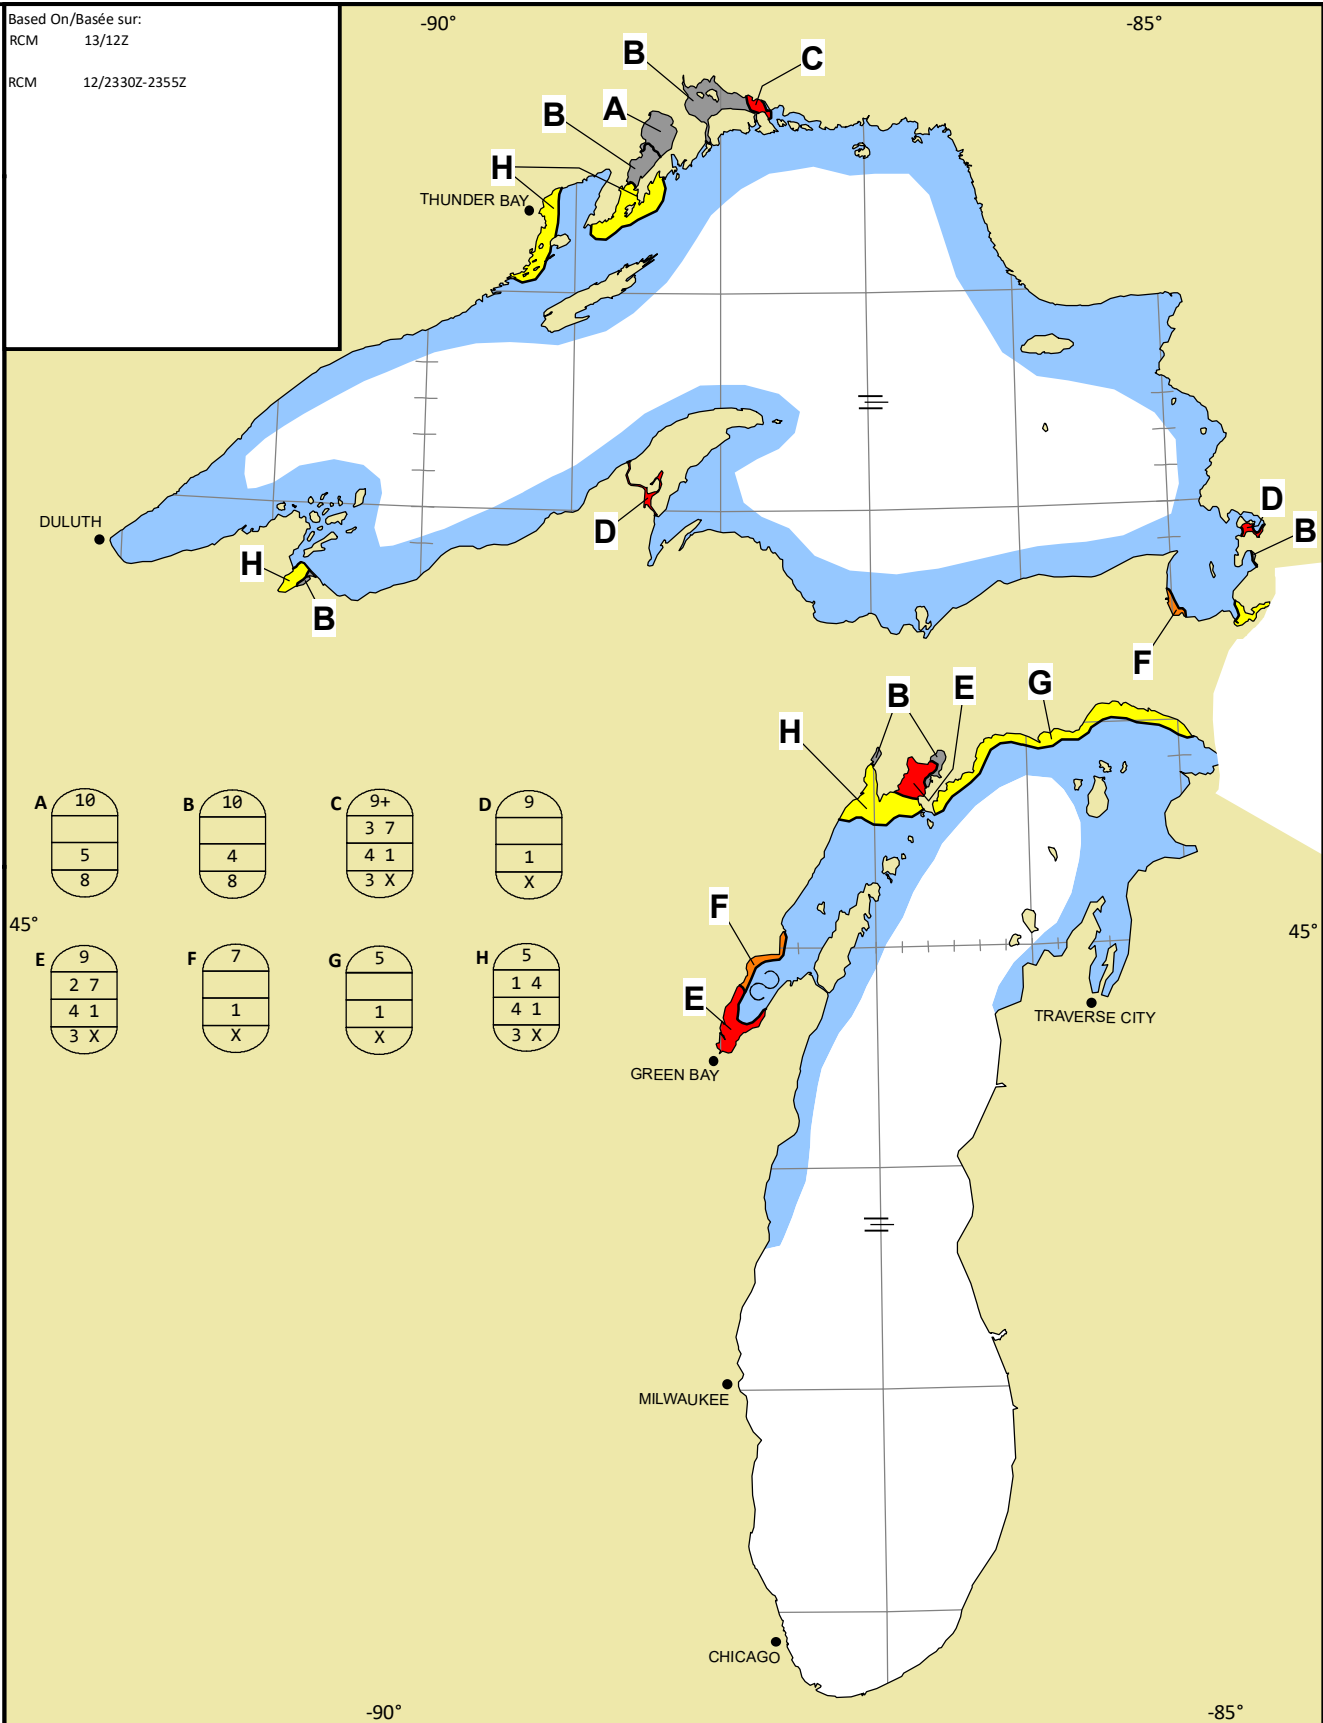 Based On/Basée sur:
RCM 13/12Z
RCM 12/2330Z-2355Z
-90°
-85°
B
C
A
B
H
THUNDER BAY
DULUTH
D
D
B
H
B
F
B
E
G
H
A 10 5 8
B 10 4 8
C 9+ 3 7 4 1 3 X
D 9 1 X
45°
45°
E 9 2 7 4 1 3 X
F 7 1 X
G 5 1 X
H 5 1 4 4 1 3 X
F
E
TRAVERSE CITY
GREEN BAY
MILWAUKEE
CHICAGO
-90°
-85°